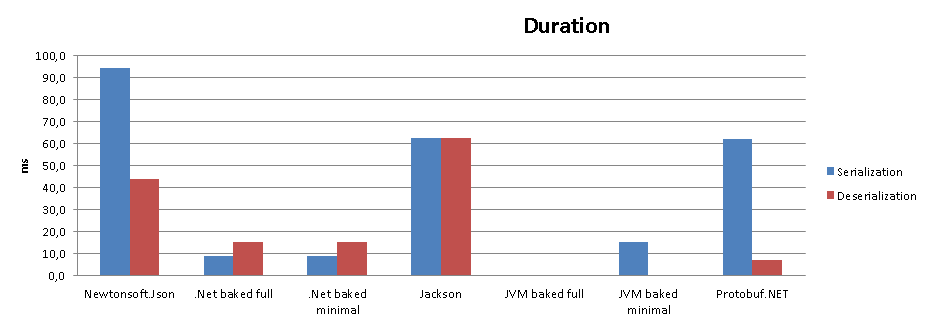 Duration
100,0
90,0
80,0
70,0
60,0
50,0
40,0
30,0
20,0
10,0
0,0
ms
Newtonsoft.Json
.Net baked full
.Net baked
minimal
Jackson
JVM baked full
JVM baked
minimal
Protobuf.NET
Serialization
Deserialization